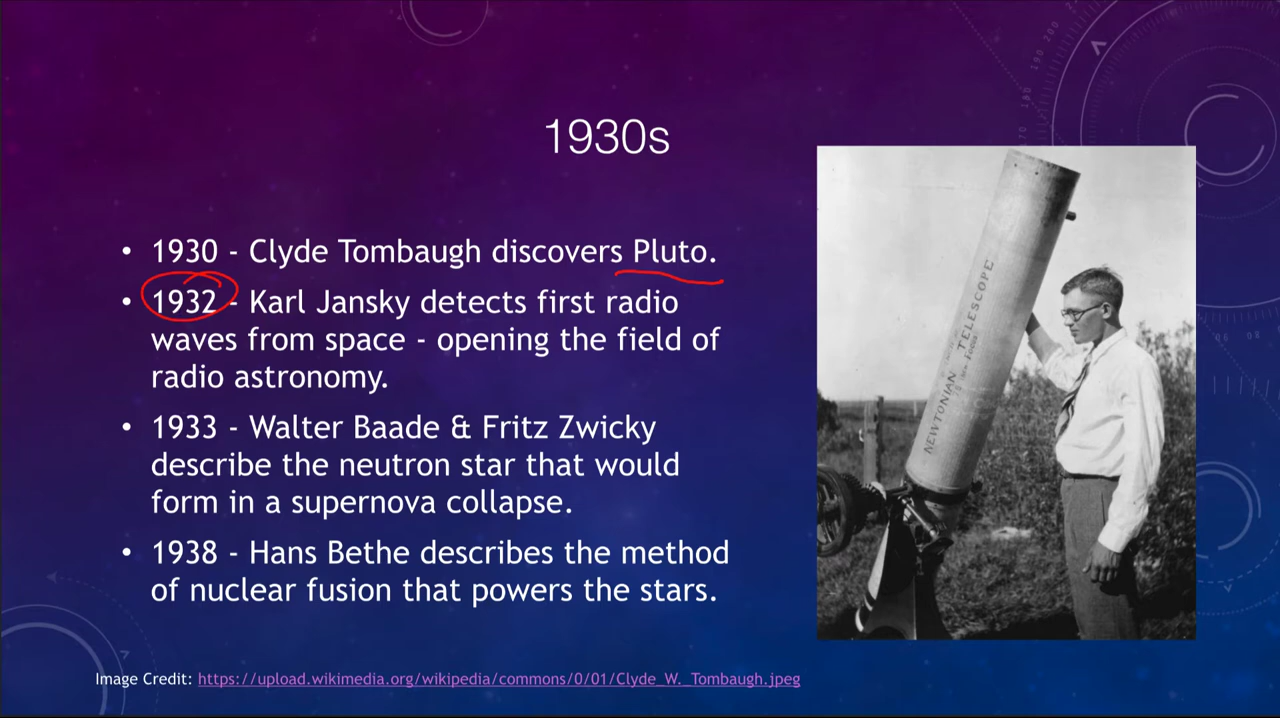 1930s
• 1930 - Clyde Tombaugh discovers Pluto.
• 1932 - Karl Jansky detects first radio
waves from space - opening the field of
radio astronomy.
• 1933 - Walter Baade & Fritz Zwicky
describe the neutron star that would
form in a supernova collapse.
• 1938 - Hans Bethe describes the method
of nuclear fusion that powers the stars.
NEWTONIAN TELESCOPE
Image Credit: https://upload.wikimedia.org/wikipedia/commons/0/01/Clyde_W._Tombaugh.jpeg